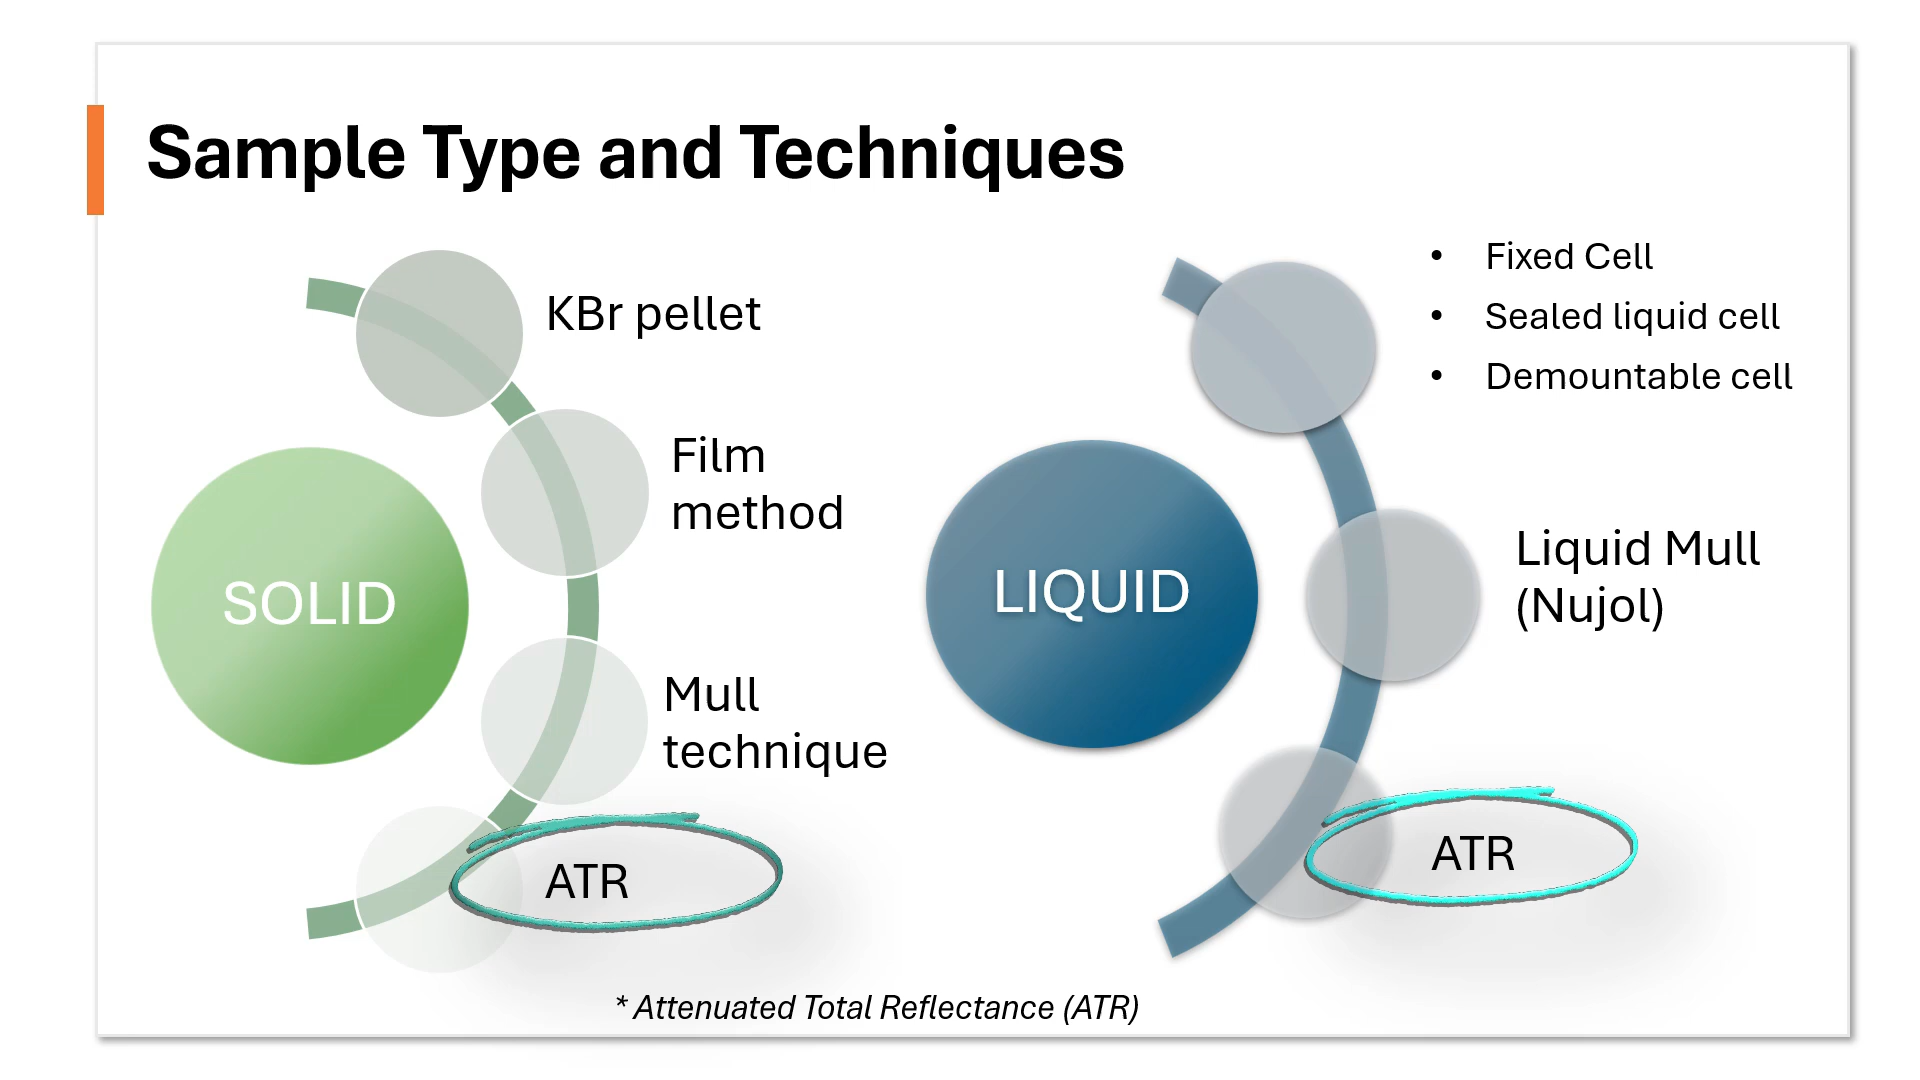 Sample Type and Techniques
SOLID
KBr pellet
Film
method
Mull
technique
ATR
LIQUID
• Fixed Cell
• Sealed liquid cell
• Demountable cell
Liquid Mull
(Nujol)
ATR
* Attenuated Total Reflectance (ATR)